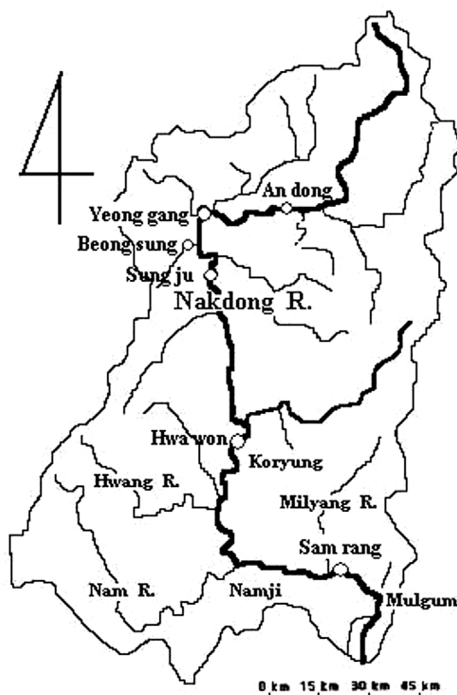 An dong
Yeong gang
Beong sung
Sung ju
Nakdong R.
Hwa won
Koryung
Hwang R.
Milyang R.
Sam rang
Nam R.
Namji
Mulgum
0 km 15 km 30 km 45 km